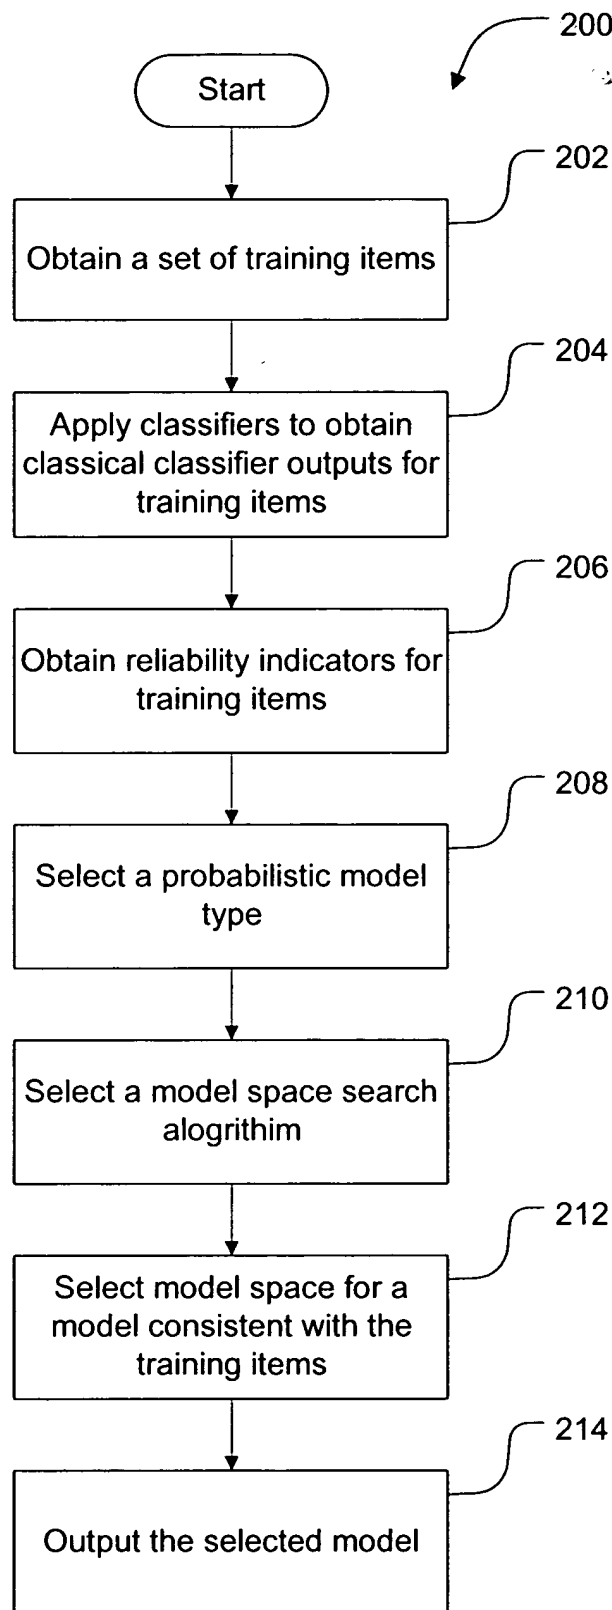 200
Start
202
Obtain a set of training items
204
Apply classifiers to obtain
classical classifier outputs for
training items
206
Obtain reliability indicators for
training items
208
Select a probabilistic model
type
210
Select a model space search
alogrithim
212
Select model space for a
model consistent with the
training items
214
Output the selected model